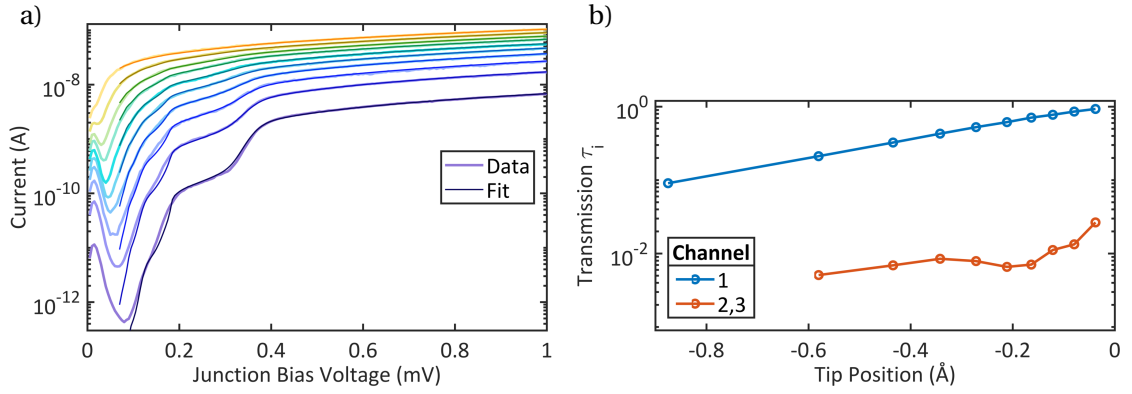 a)
Current (A)
10^-8
10^-10
10^-12
Data
Fit
0 0.2 0.4 0.6 0.8 1
Junction Bias Voltage (mV)
b)
Transmission τ_i
10^0
10^-2
Channel
1
2,3
-0.8 -0.6 -0.4 -0.2 0
Tip Position (Å)